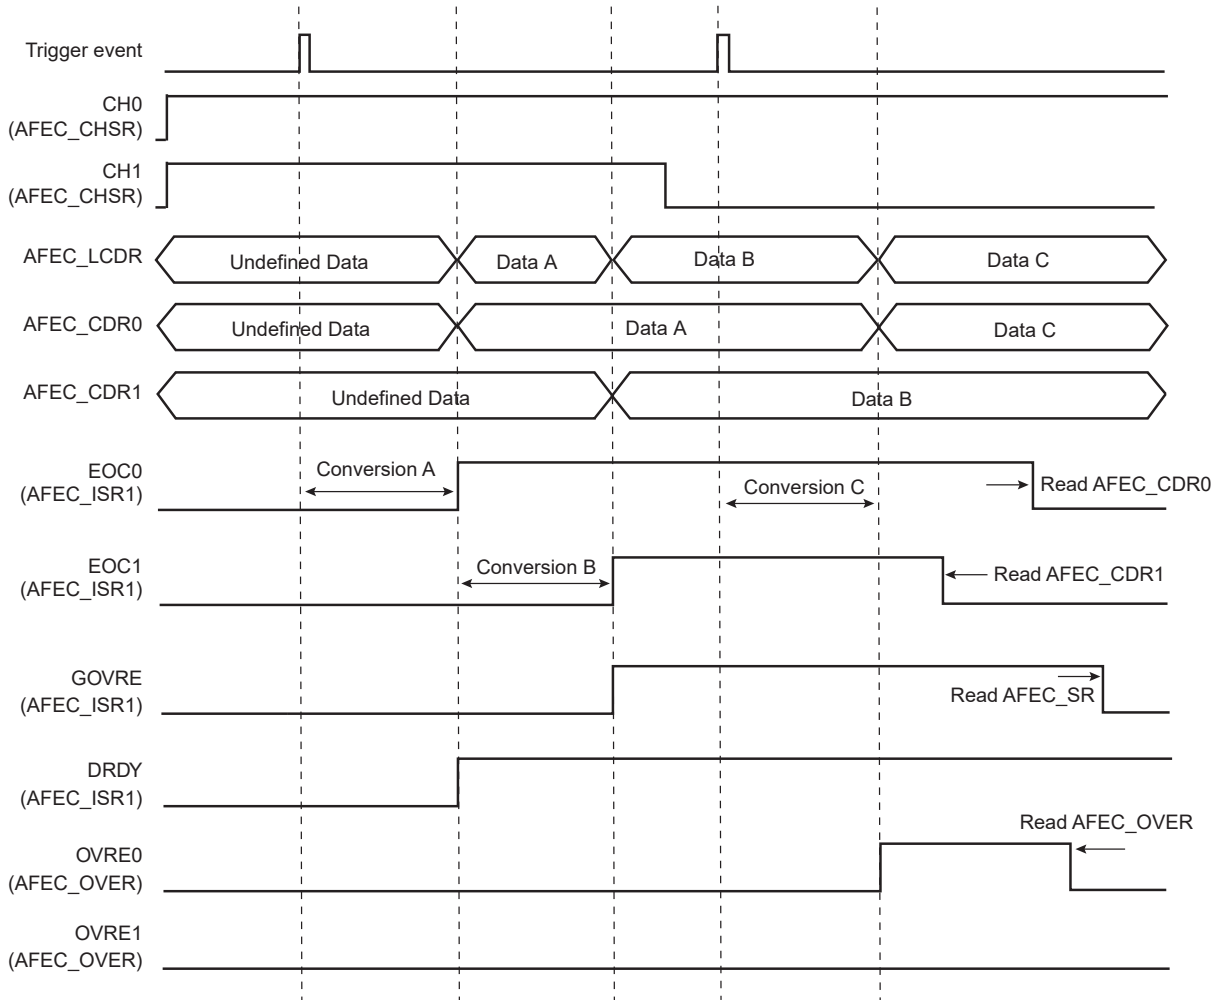 Trigger event
CH0
(AFEC_CHSR)
CH1
(AFEC_CHSR)
AFEC_LCDR
Undefined Data
Data A
Data B
Data C
AFEC_CDR0
Undefined Data
Data A
Data C
AFEC_CDR1
Undefined Data
Data B
EOC0
(AFEC_ISR1)
Conversion A
Conversion C
Read AFEC_CDR0
EOC1
(AFEC_ISR1)
Conversion B
Read AFEC_CDR1
GOVRE
(AFEC_ISR1)
Read AFEC_SR
DRDY
(AFEC_ISR1)
Read AFEC_OVER
OVRE0
(AFEC_OVER)
OVRE1
(AFEC_OVER)